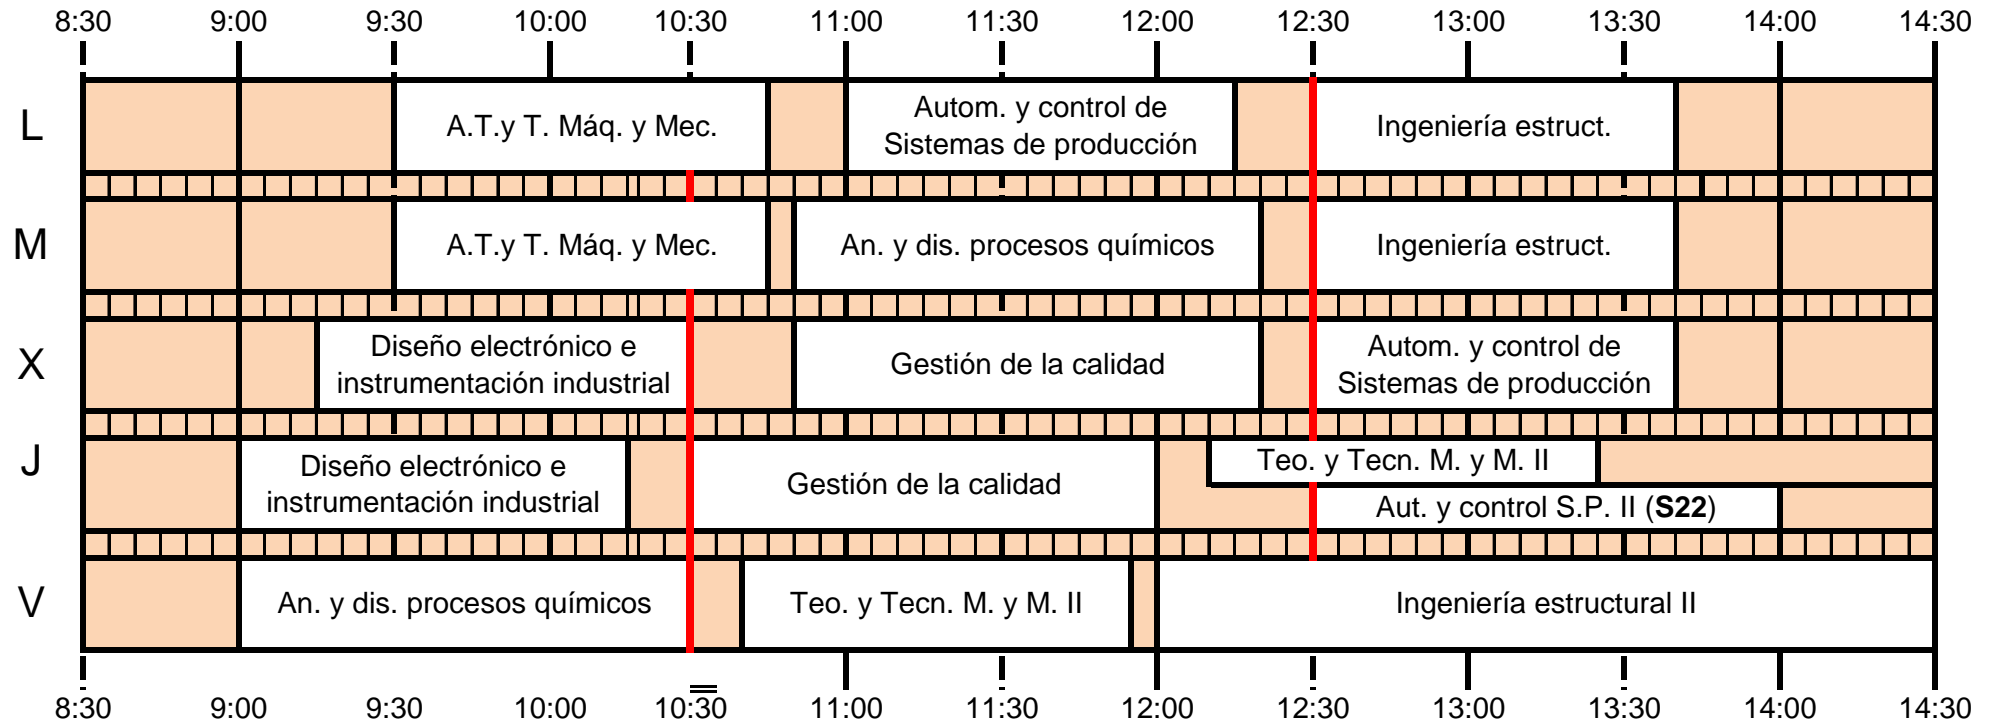 8:30 9:00 9:30 10:00 10:30 11:00 11:30 12:00 12:30 13:00 13:30 14:00 14:30
L
A.T.y T. Máq. y Mec.
Autom. y control de
Sistemas de producción
Ingeniería estruct.
M
A.T.y T. Máq. y Mec.
An. y dis. procesos químicos
Ingeniería estruct.
X
Diseño electrónico e
instrumentación industrial
Gestión de la calidad
Autom. y control de
Sistemas de producción
J
Diseño electrónico e
instrumentación industrial
Gestión de la calidad
Teo. y Tecn. M. y M. II
Aut. y control S.P. II (S22)
V
An. y dis. procesos químicos
Teo. y Tecn. M. y M. II
Ingeniería estructural II
8:30 9:00 9:30 10:00 10:30 11:00 11:30 12:00 12:30 13:00 13:30 14:00 14:30